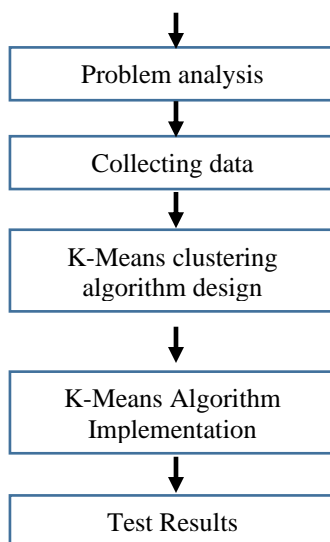 Problem analysis
Collecting data
K-Means clustering
algorithm design
K-Means Algorithm
Implementation
Test Results